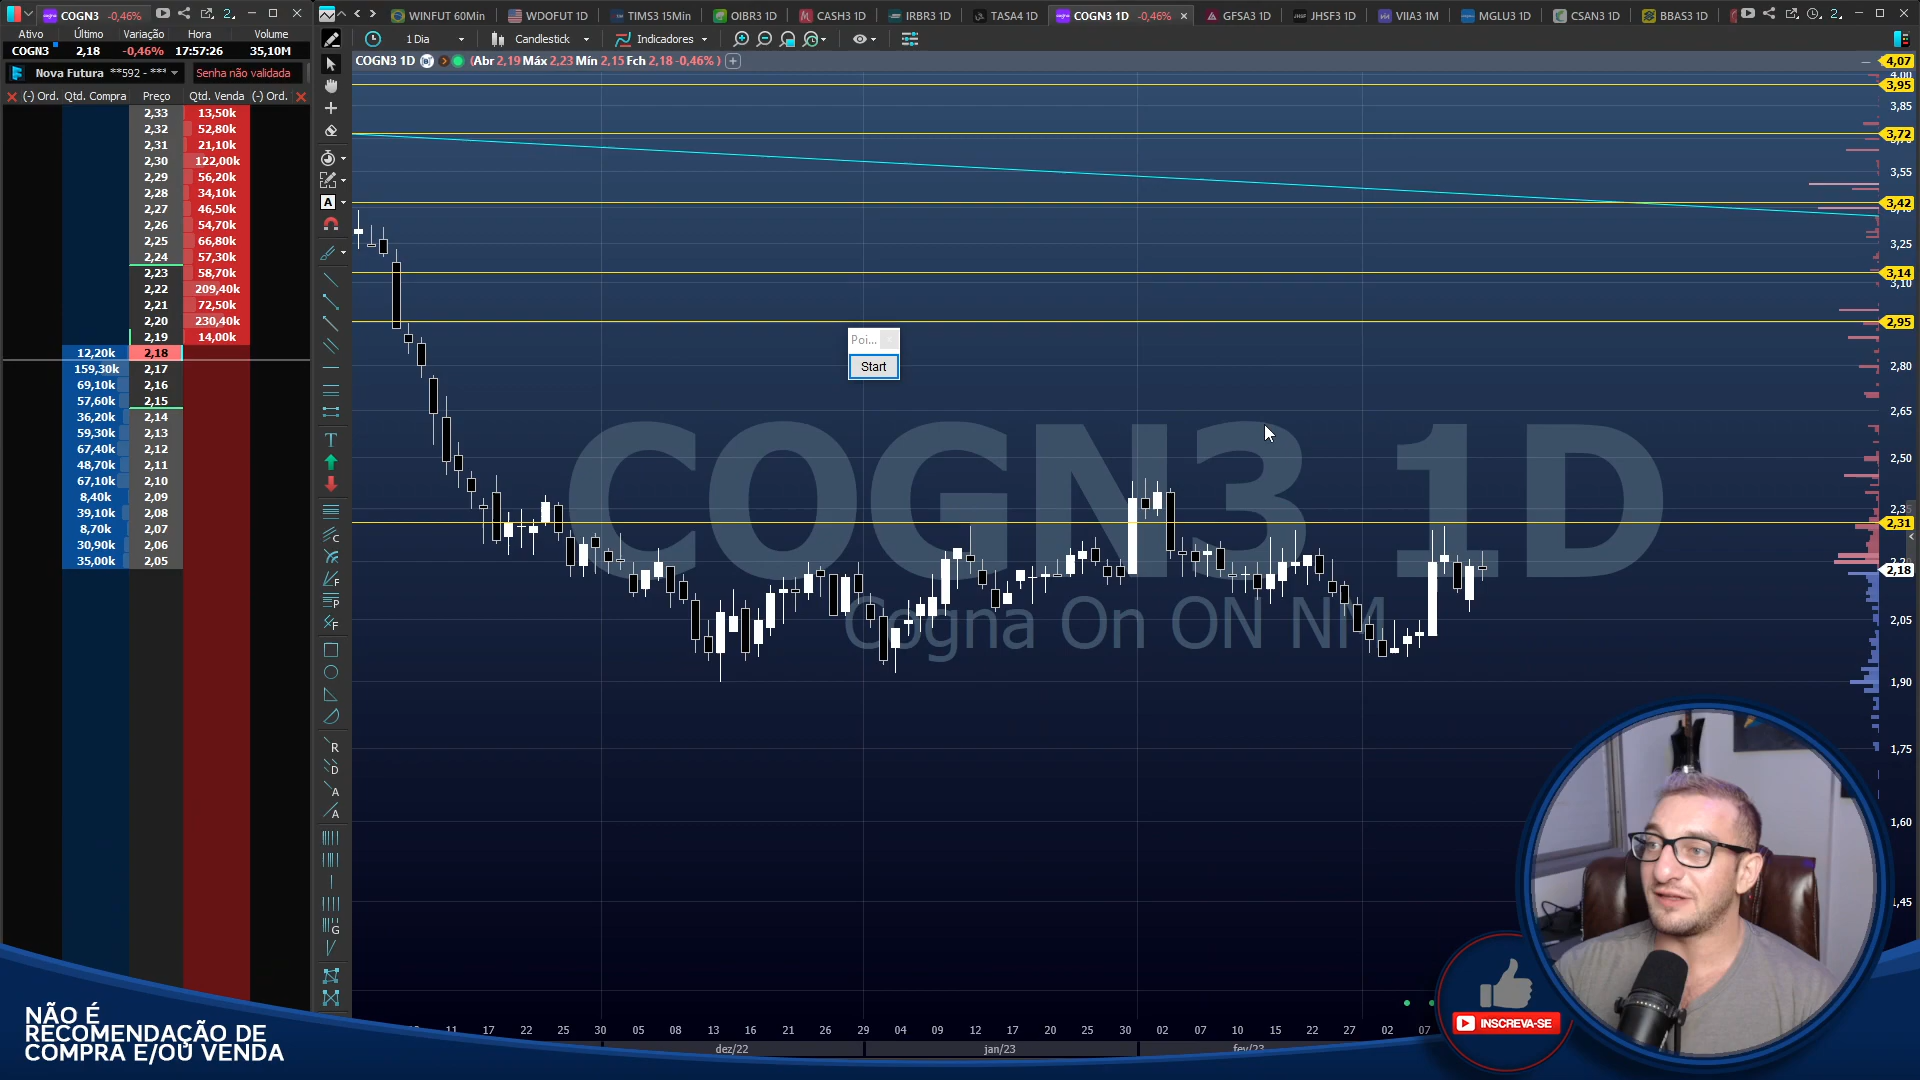 COGN3 -0,46% 2.
Ativo Último Variação Hora Volume
COGN3 2,18 -0,46% 17:57:26 35,10M
Nova Futura **592 - *** Senha não validada
(-) Ord. Qtd. Compra Preço Qtd. Venda (-) Ord.
2,33 13,50k
2,32 52,80k
2,31 21,10k
2,30 122,00k
2,29 56,20k
2,28 34,10k
2,27 46,50k
2,26 54,70k
2,25 66,80k
2,24 57,30k
2,23 58,70k
2,22 209,40k
2,21 72,50k
2,20 230,40k
2,19 14,00k
12,20k 2,18
159,30k 2,17
69,10k 2,16
57,60k 2,15
36,20k 2,14
59,30k 2,13
67,40k 2,12
48,70k 2,11
67,10k 2,10
8,40k 2,09
39,10k 2,08
8,70k 2,07
30,90k 2,06
35,00k 2,05
WINFUT 60Min WDOFUT 1D TIMS3 15Min OIBR3 1D CASH3 1D IRBR3 1D TASA4 1D COGN3 1D -0,46% GFSA3 1D JHSF3 1D VIIA3 1M MGLU3 1D CSAN3 1D BBAS3 1D 2.
1 Dia Candlestick Indicadores
COGN3 1D (Abr 2,19 Máx 2,23 Mín 2,15 Fch 2,18 -0,46% )
4,07
4,00
3,95
3,85
3,72
3,55
3,42
3,25
3,14
3,10
2,95
2,80
2,65
2,50
2,35
2,31
2,18
2,05
1,90
1,75
1,60
1,45
Poi...
Start
COGN3 1D
Cogna On ON NM
A
T
C
F
F
P
F
R
D
A
A
G
11 17 22 25 30 05 08 13 16 21 26 29 04 09 12 17 20 25 30 02 07 10 15 22 27 02 07
dez/22 jan/23 fev/23
NÃO É
RECOMENDAÇÃO DE
COMPRA E/OU VENDA
INSCREVA-SE